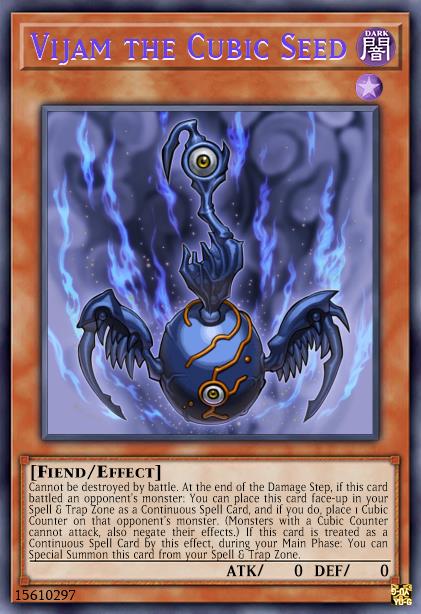 Vijam the Cubic Seed
DARK
闇
[Fiend/Effect]
Cannot be destroyed by battle. At the end of the Damage Step, if this card
battled an opponent's monster: You can place this card face-up in your
Spell & Trap Zone as a Continuous Spell Card, and if you do, place 1 Cubic
Counter on that opponent's monster. (Monsters with a Cubic Counter
cannot attack, also negate their effects.) If this card is treated as a
Continuous Spell Card by this effect, during your Main Phase: You can
Special Summon this card from your Spell & Trap Zone.
ATK/ 0 DEF/ 0
15610297